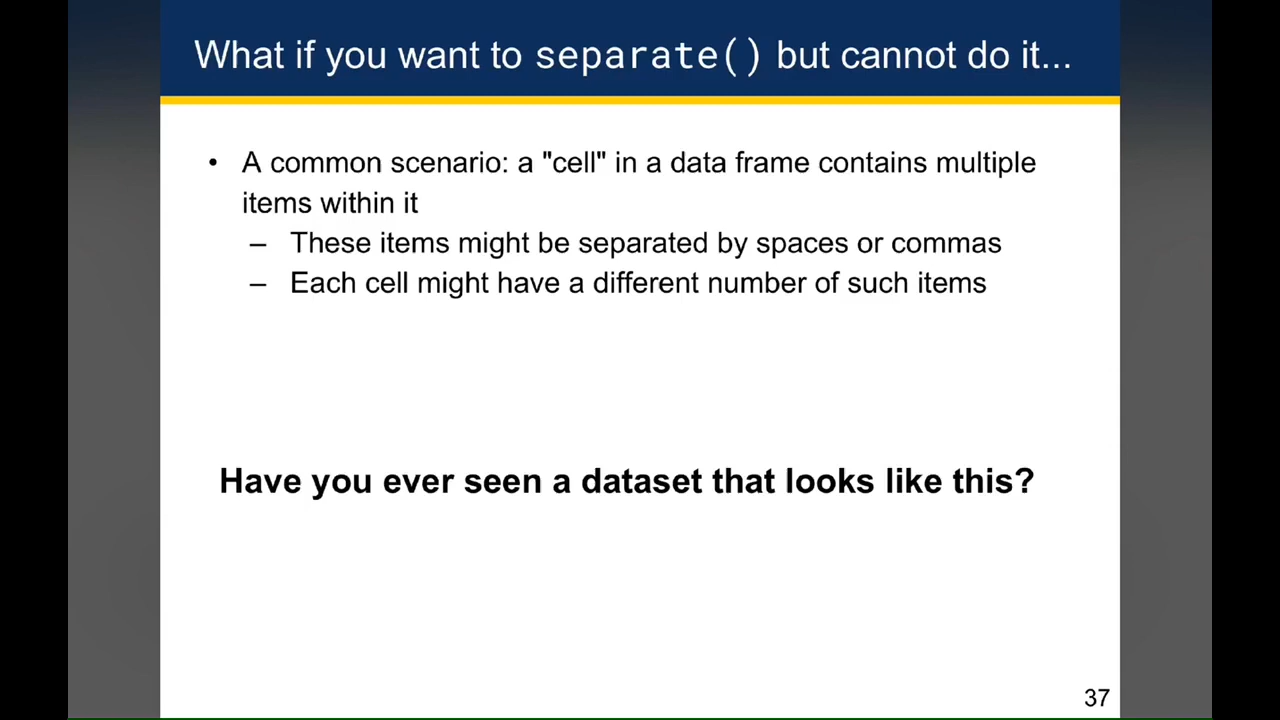 What if you want to separate() but cannot do it...
• A common scenario: a "cell" in a data frame contains multiple
items within it
– These items might be separated by spaces or commas
– Each cell might have a different number of such items
Have you ever seen a dataset that looks like this?
37